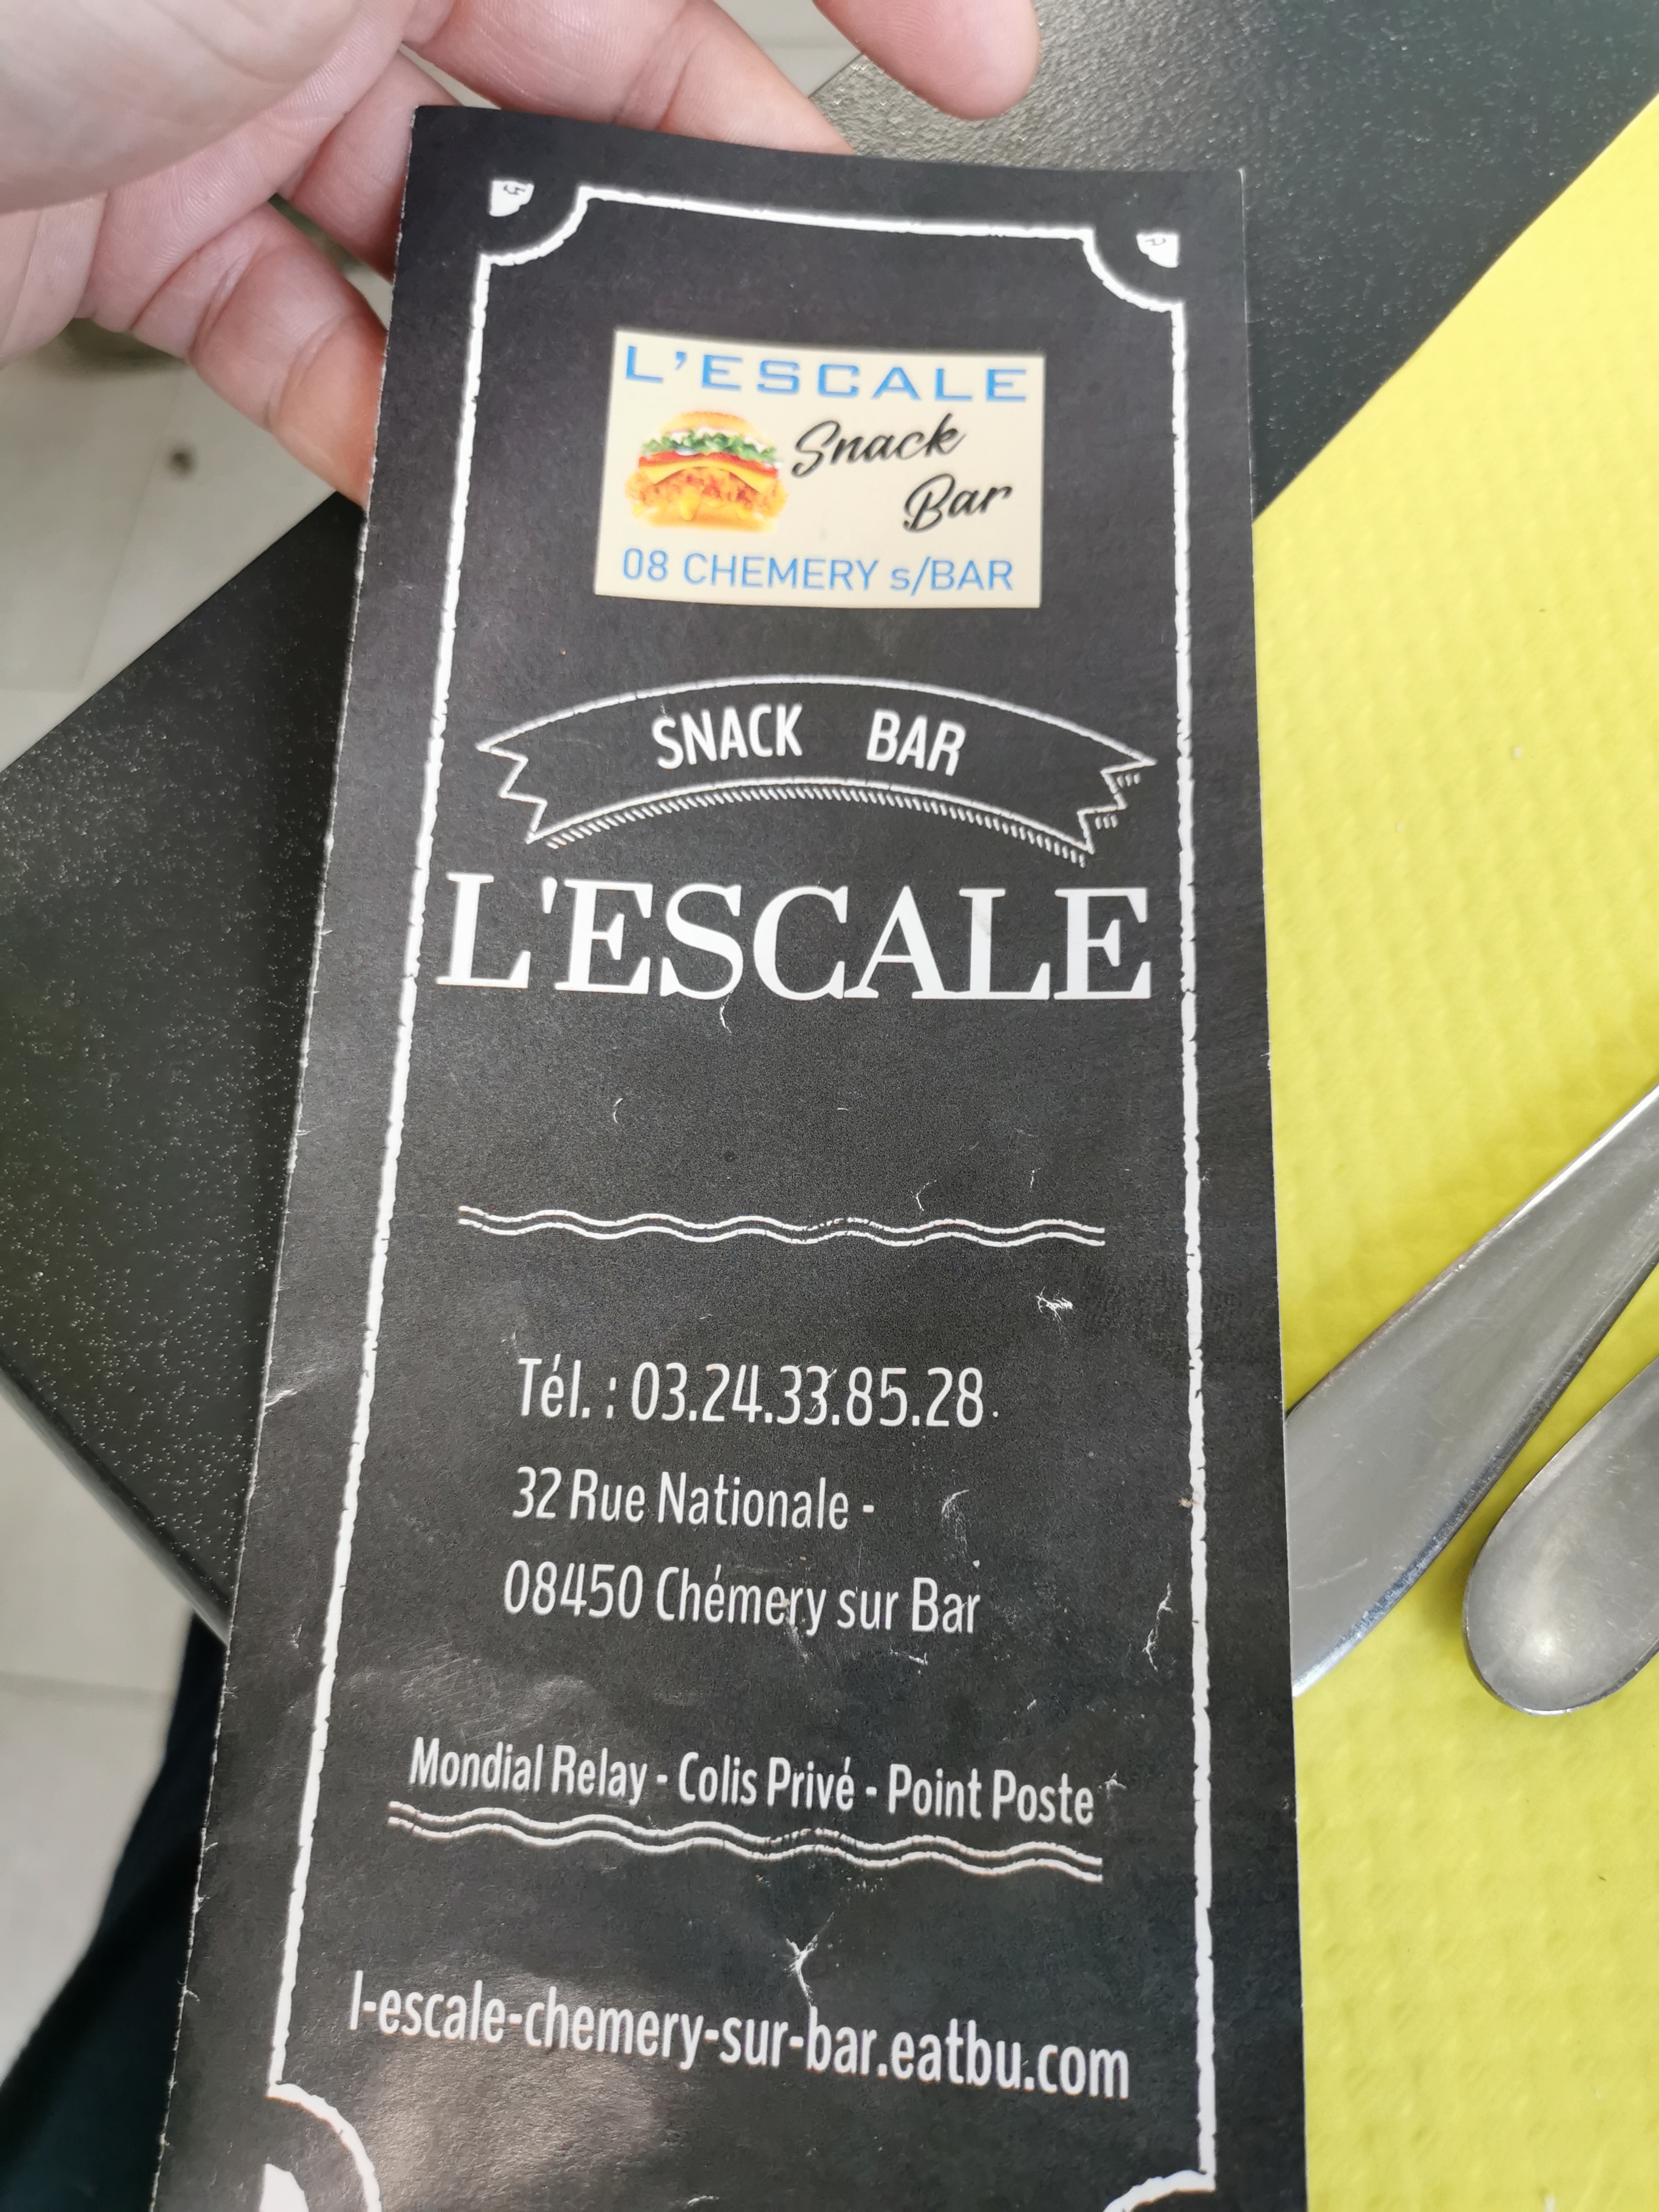 L'ESCALE
Snack
Bar
08 CHEMERY s/BAR
SNACK BAR
L'ESCALE
Tél. : 03.24.33.85.28.
32 Rue Nationale -
08450 Chémery sur Bar
Mondial Relay - Colis Privé - Point Poste
l-escale-chemery-sur-bar.eatbu.com